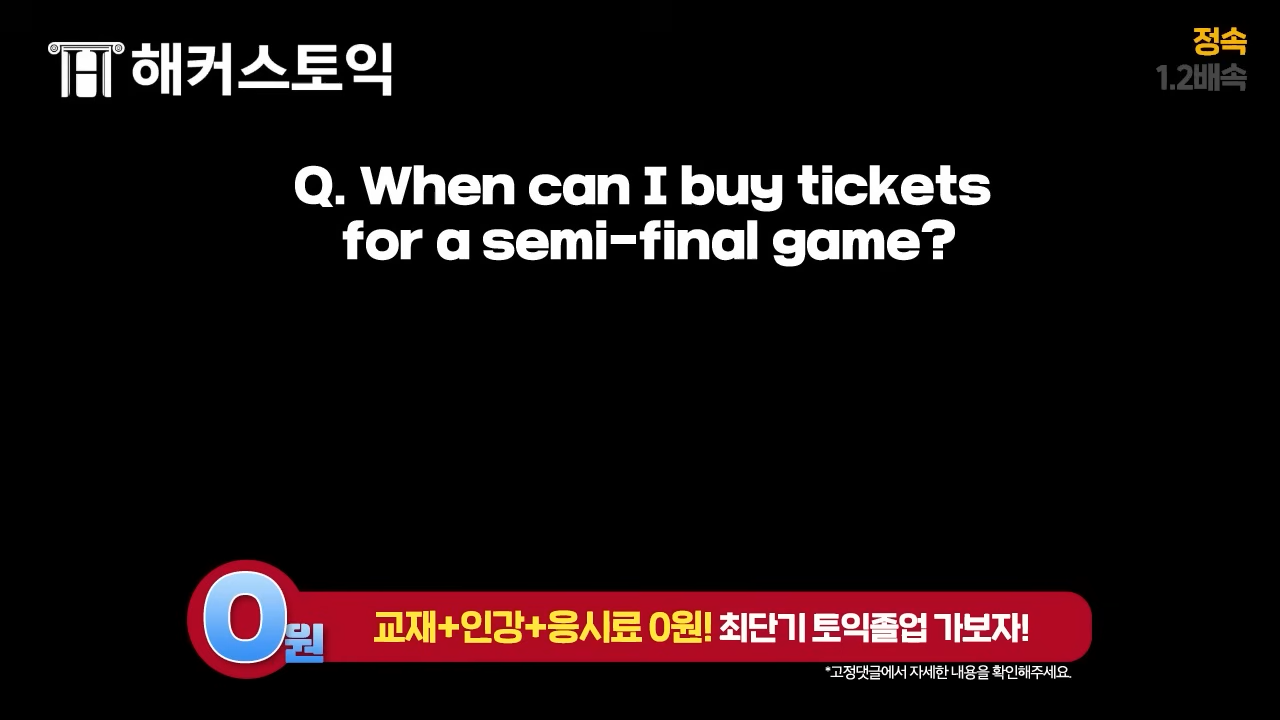 해커스토익
정속
1.2배속
Q. When can I buy tickets
for a semi-final game?
0원
교재+인강+응시료 0원! 최단기 토익졸업 가보자!
*고정댓글에서 자세한 내용을 확인해주세요.